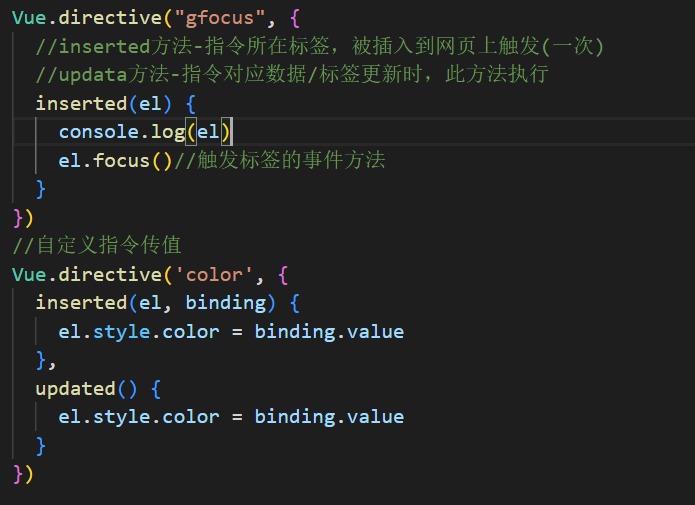 Vue.directive("gfocus", {
  //inserted方法-指令所在标签，被插入到网页上触发(一次)
  //updata方法-指令对应数据/标签更新时，此方法执行
  inserted(el) {
    console.log(el)
    el.focus()//触发标签的事件方法
  }
})
//自定义指令传值
Vue.directive('color', {
  inserted(el, binding) {
    el.style.color = binding.value
  },
  updated() {
    el.style.color = binding.value
  }
})